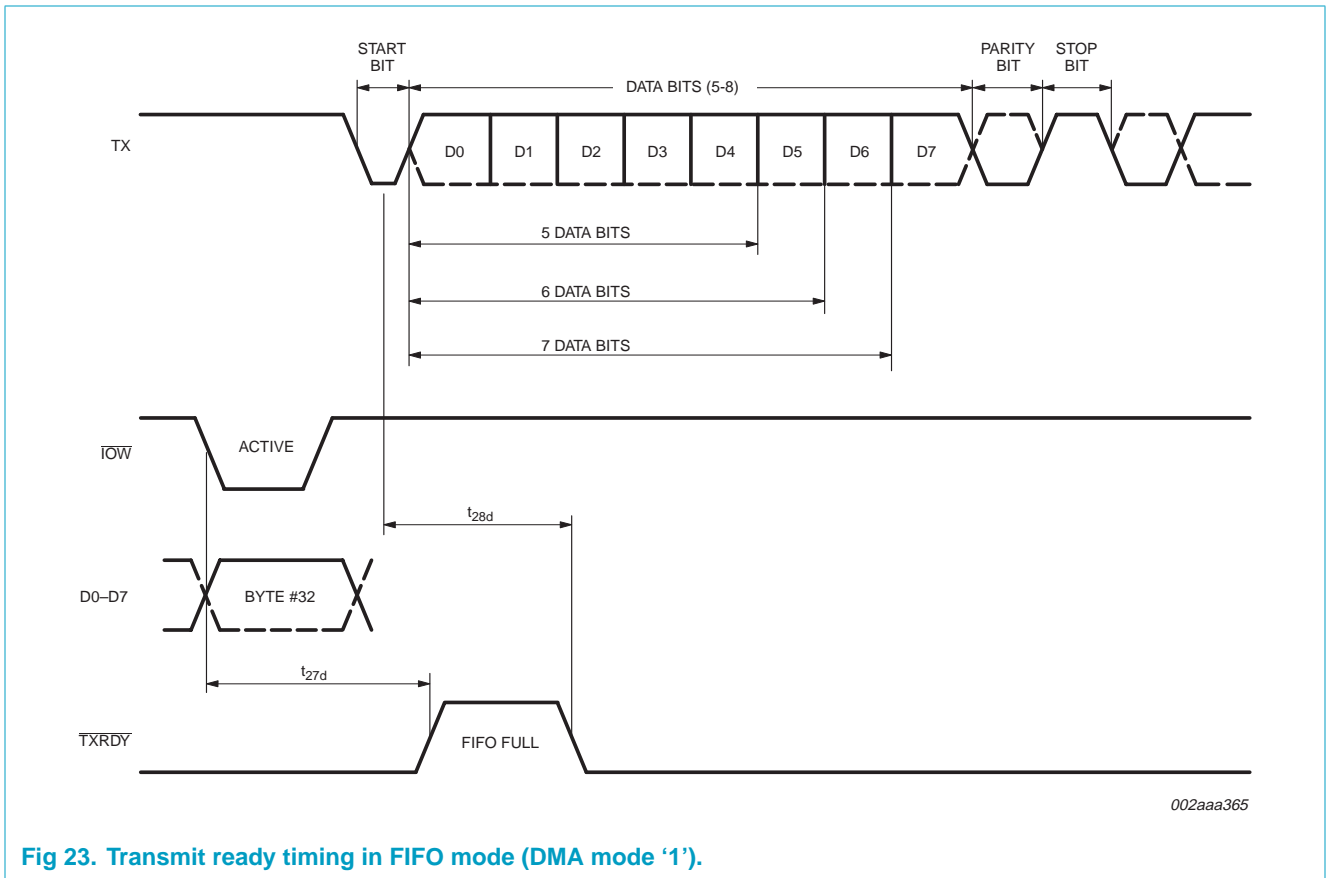 START
BIT
DATA BITS (5-8)
PARITY
BIT
STOP
BIT
TX
D0 D1 D2 D3 D4 D5 D6 D7
5 DATA BITS
6 DATA BITS
7 DATA BITS
IOW
ACTIVE
t28d
D0–D7
BYTE #32
t27d
TXRDY
FIFO FULL
002aaa365
Fig 23. Transmit ready timing in FIFO mode (DMA mode ‘1’).